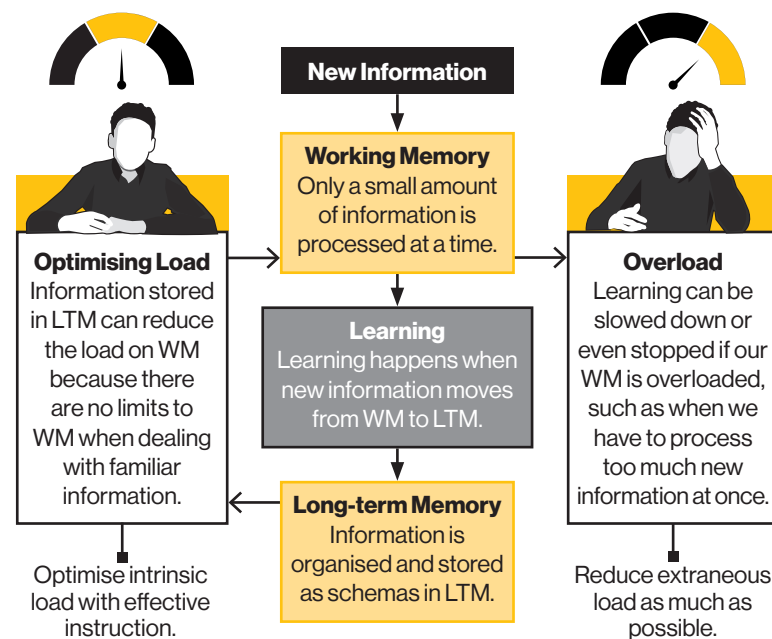 New Information
Working Memory
Only a small amount
of information is
processed at a time.
Optimising Load
Information stored
in LTM can reduce
the load on WM
because there
are no limits to
WM when dealing
with familiar
information.
Learning
Learning happens when
new information moves
from WM to LTM.
Overload
Learning can be
slowed down or
even stopped if our
WM is overloaded,
such as when we
have to process
too much new
information at once.
Long-term Memory
Information is
organised and stored
as schemas in LTM.
Optimise intrinsic
load with effective
instruction.
Reduce extraneous
load as much as
possible.